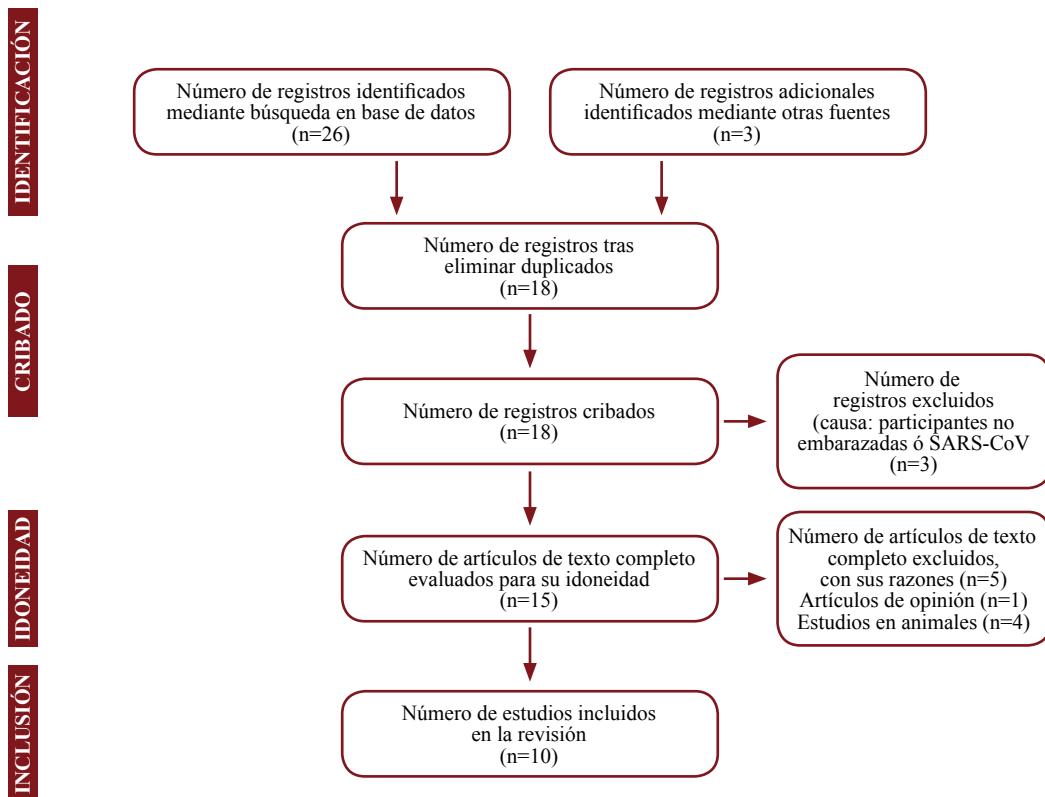 IDENTIFICACIÓN
Número de registros identificados
mediante búsqueda en base de datos
(n=26)
Número de registros adicionales
identificados mediante otras fuentes
(n=3)
Número de registros tras
eliminar duplicados
(n=18)
CRIBADO
Número de registros cribados
(n=18)
Número de
registros excluidos
(causa: participantes no
embarazadas ó SARS-CoV
(n=3)
IDONEIDAD
Número de artículos de texto completo
evaluados para su idoneidad
(n=15)
Número de artículos de texto
completo excluidos,
con sus razones (n=5)
Artículos de opinión (n=1)
Estudios en animales (n=4)
INCLUSIÓN
Número de estudios incluidos
en la revisión
(n=10)